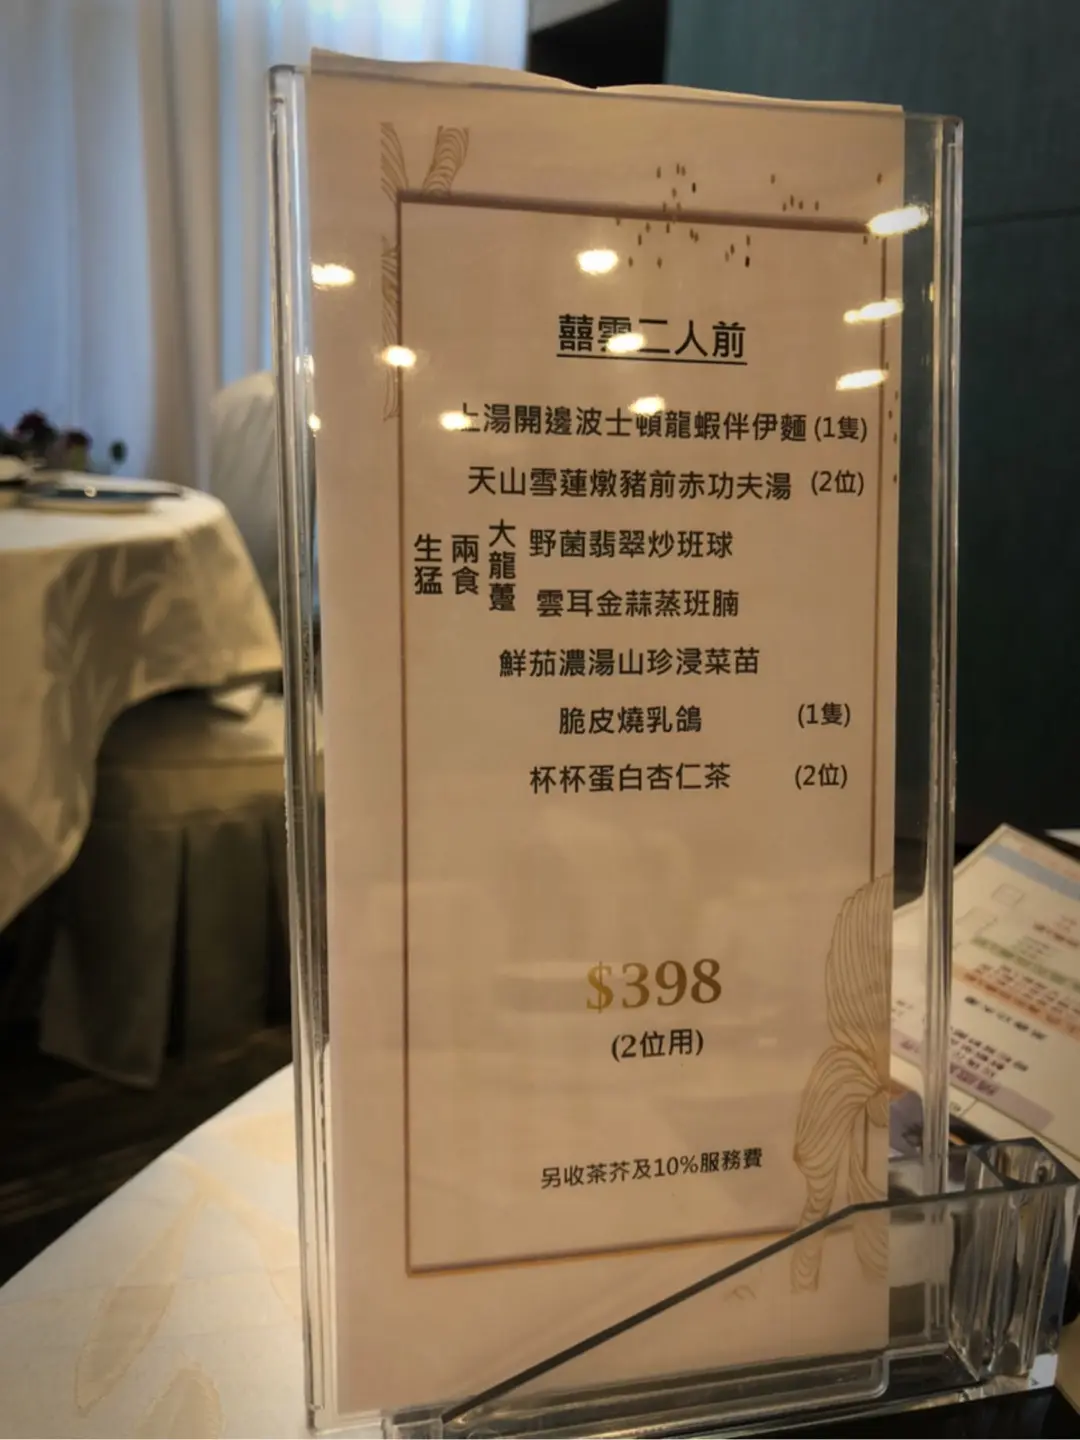 囍雲二人前
上湯開邊波士頓龍蝦伴伊麵 (1隻)
天山雪蓮燉豬前赤功夫湯 (2位)
生猛
兩食
大龍躉
野菌翡翠炒班球
雲耳金蒜蒸班腩
鮮茄濃湯山珍浸菜苗
脆皮燒乳鴿 (1隻)
杯杯蛋白杏仁茶 (2位)
$398
(2位用)
另收茶芥及10%服務費